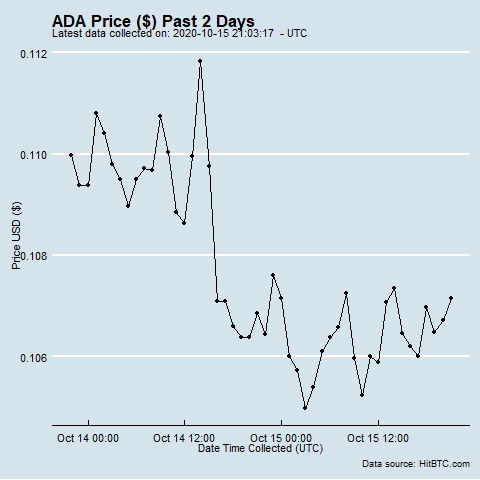 ADA Price ($) Past 2 Days
Latest data collected on: 2020-10-15 21:03:17 - UTC
0.112
0.110
0.108
0.106
Price USD ($)
Oct 14 00:00 Oct 14 12:00 Oct 15 00:00 Oct 15 12:00
Date Time Collected (UTC)
Data source: HitBTC.com